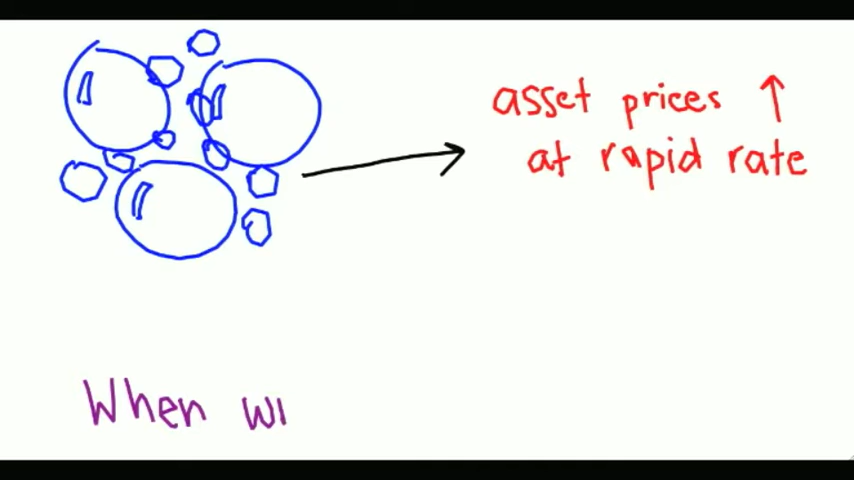 asset prices ↑
at rapid rate
When wi